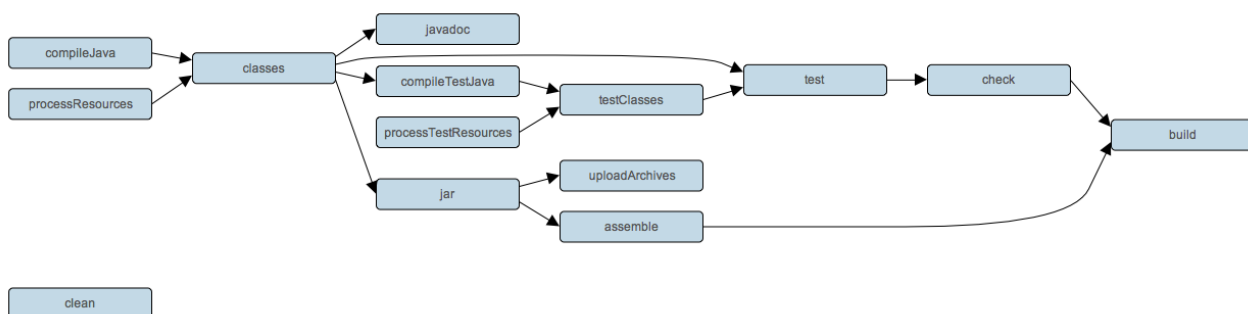 javadoc
compileJava
classes
compileTestJava
test
check
processResources
testClasses
processTestResources
build
uploadArchives
jar
assemble
clean